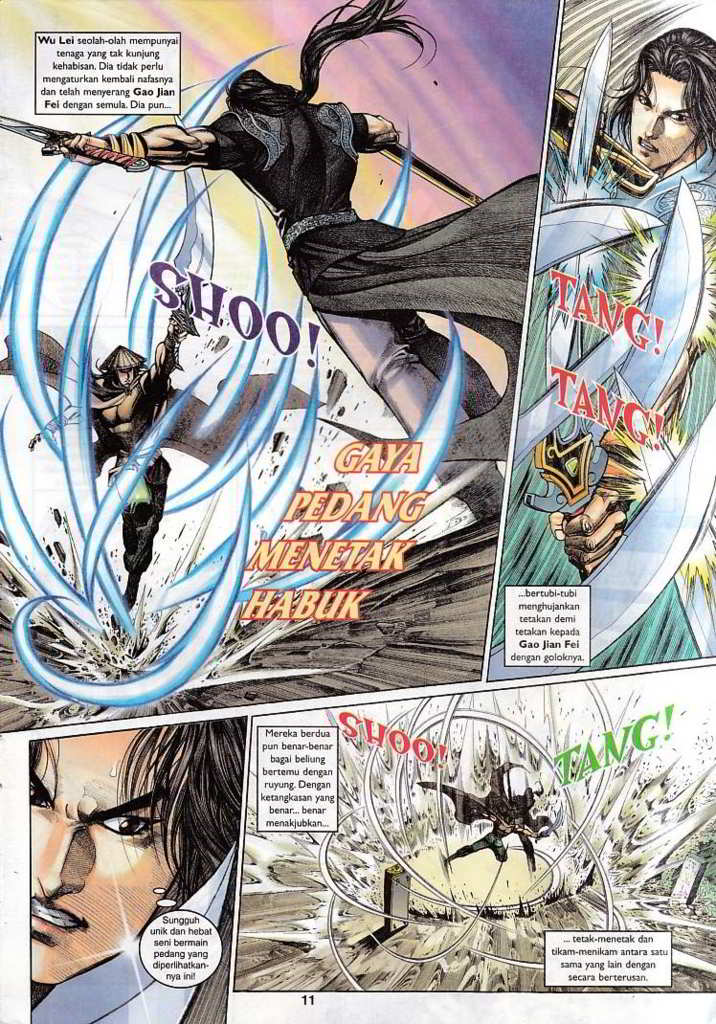 Wu Lei seolah-olah mempunyai
tenaga yang tak kunjung
kehabisan. Dia tidak perlu
mengaturkan kembali nafasnya
dan telah menyerang Gao Jian
Fei dengan semula. Dia pun...
SHOO!
GAYA
PEDANG
MENETAK
HABUK
TANG!
TANG!
...bertubi-tubi
menghujankan
tetakan demi
tetakan kepada
Gao Jian Fei
dengan goloknya.
Sungguh
unik dan hebat
seni bermain
pedang yang
diperlihatkan-
nya ini!
Mereka berdua
pun benar-benar
bagai beliung
bertemu dengan
ruyung. Dengan
ketangkasan yang
benar... benar
menakjubkan...
SHOO!
TANG!
... tetak-menetak dan
tikam-menikam antara satu
sama yang lain dengan
secara berterusan.
11